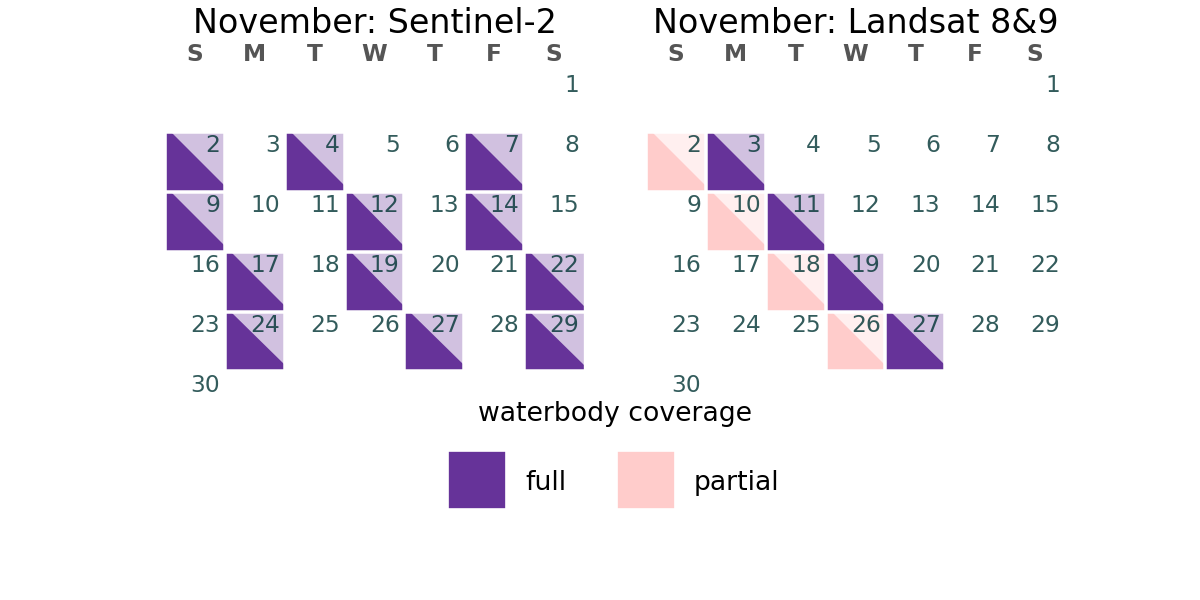 November: Sentinel-2
S M T W T F S
1
2 3 4 5 6 7 8
9 10 11 12 13 14 15
16 17 18 19 20 21 22
23 24 25 26 27 28 29
30
November: Landsat 8&9
S M T W T F S
1
2 3 4 5 6 7 8
9 10 11 12 13 14 15
16 17 18 19 20 21 22
23 24 25 26 27 28 29
30
waterbody coverage
full partial